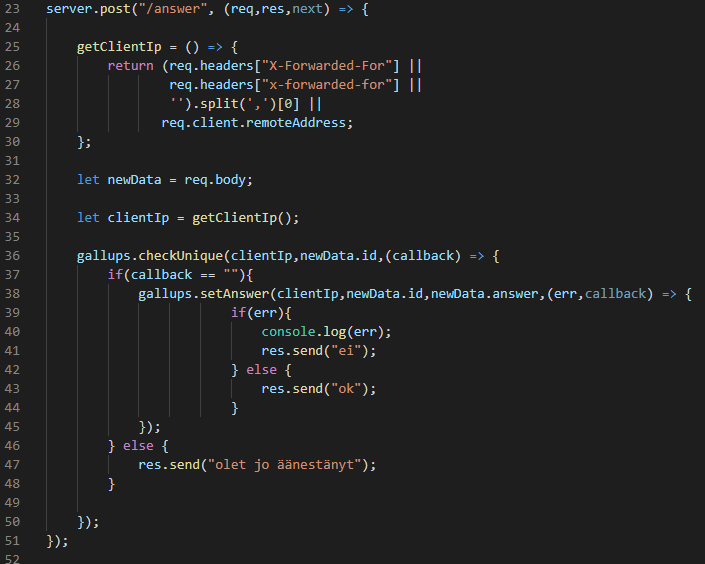 23 server.post("/answer", (req,res,next) => {
24
25 getClientIp = () => {
26 return (req.headers["X-Forwarded-For"] ||
27 req.headers["x-forwarded-for"] ||
28 '').split(',')[0] ||
29 req.client.remoteAddress;
30 };
31
32 let newData = req.body;
33
34 let clientIp = getClientIp();
35
36 gallups.checkUnique(clientIp,newData.id,(callback) => {
37 if(callback == ""){
38 gallups.setAnswer(clientIp,newData.id,newData.answer,(err,callback) => {
39 if(err){
40 console.log(err);
41 res.send("ei");
42 } else {
43 res.send("ok");
44 }
45 });
46 } else {
47 res.send("olet jo äänestänyt");
48 }
49
50 });
51 });
52